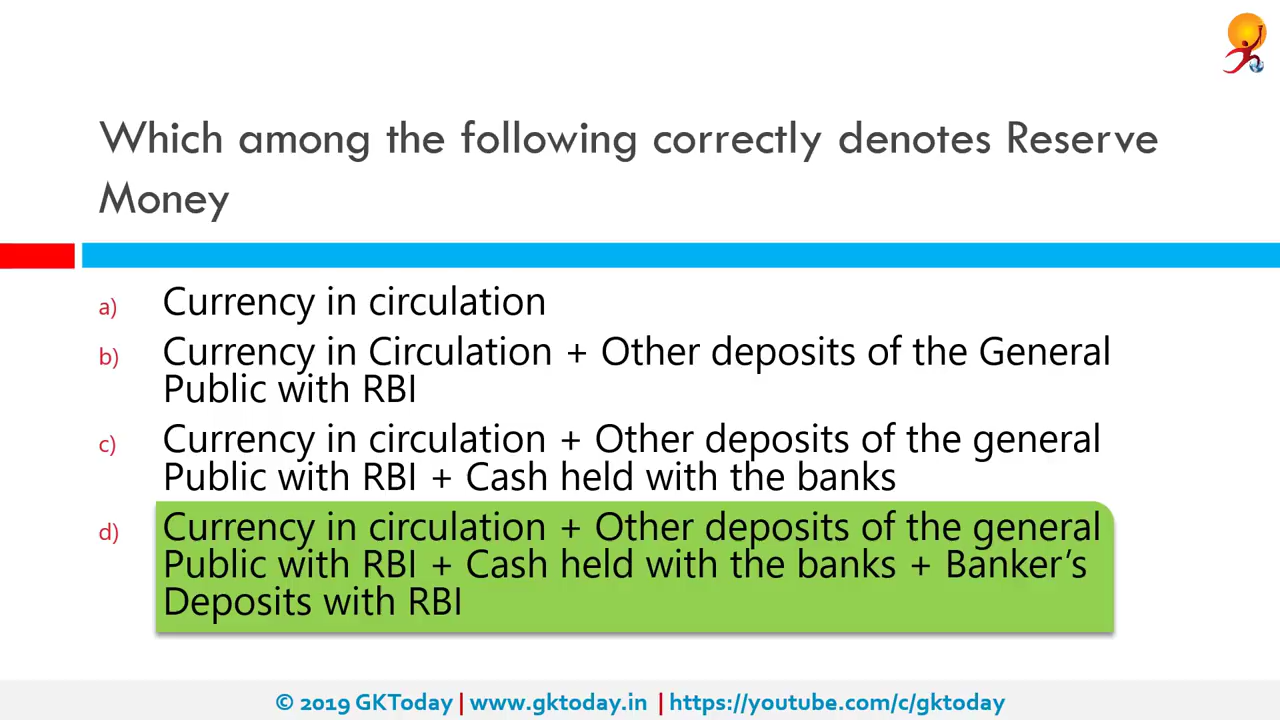 Which among the following correctly denotes Reserve
Money
a) Currency in circulation
b) Currency in Circulation + Other deposits of the General
Public with RBI
c) Currency in circulation + Other deposits of the general
Public with RBI + Cash held with the banks
d) Currency in circulation + Other deposits of the general
Public with RBI + Cash held with the banks + Banker’s
Deposits with RBI
© 2019 GKToday | www.gktoday.in | https://youtube.com/c/gktoday